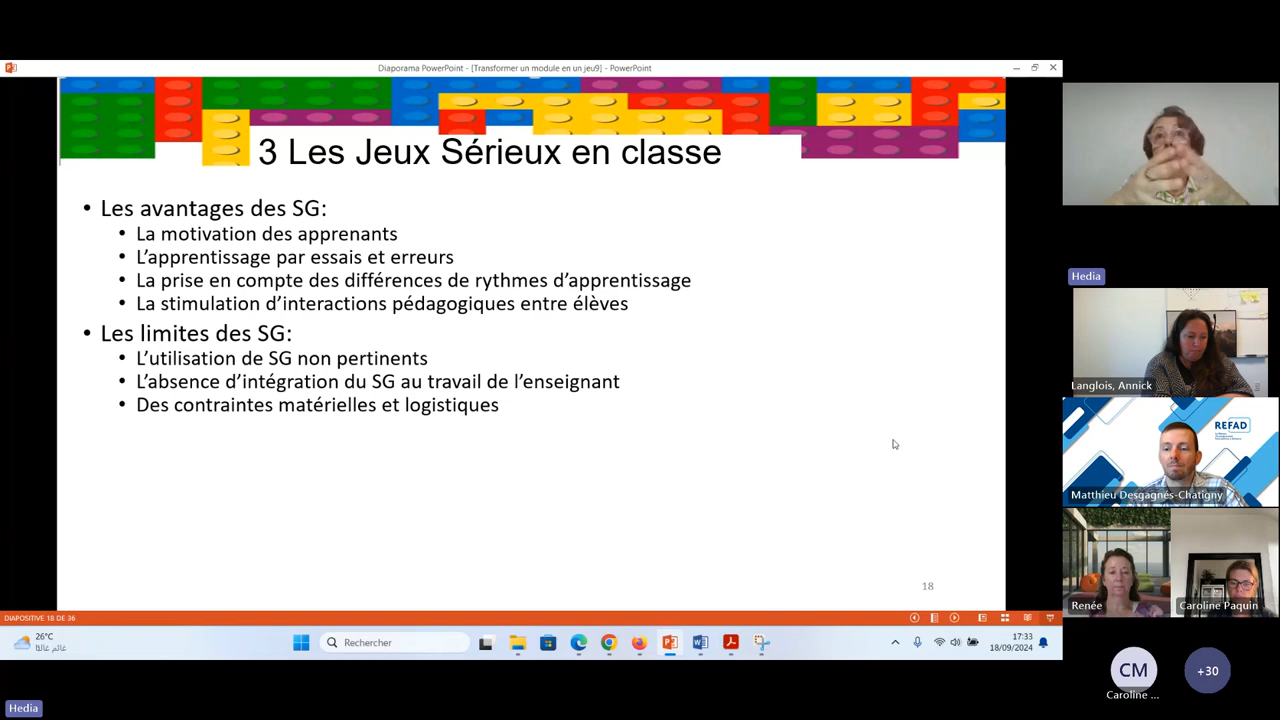 Diaporama PowerPoint - [Transformer un module en un jeu9] - PowerPoint
3 Les Jeux Sérieux en classe
• Les avantages des SG:
• La motivation des apprenants
• L’apprentissage par essais et erreurs
• La prise en compte des différences de rythmes d’apprentissage
• La stimulation d’interactions pédagogiques entre élèves
• Les limites des SG:
• L’utilisation de SG non pertinents
• L’absence d’intégration du SG au travail de l’enseignant
• Des contraintes matérielles et logistiques
18
DIAPOSITIVE 18 DE 36
26°C
غائم غالبًا
Rechercher
17:33
18/09/2024
Hedia
Langlois, Annick
REFAD
Matthieu Desgagnés-Chatigny
Renée
Caroline Paquin
CM
Caroline ...
+30
Hedia